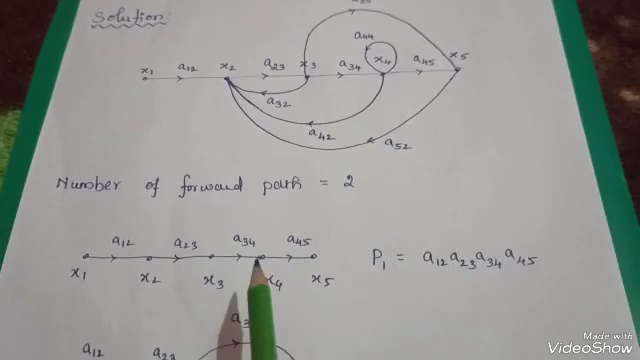 Solution:
a35
a44
x1 a12 x2 a23 x3 a34 x4 a45 x5
a32
a42
a52
Number of forward path = 2
a12 a23 a34 a45
P1 = a12 a23 a34 a45
x1 x2 x3 x4 x5
a12 a23
Made with
VideoShow